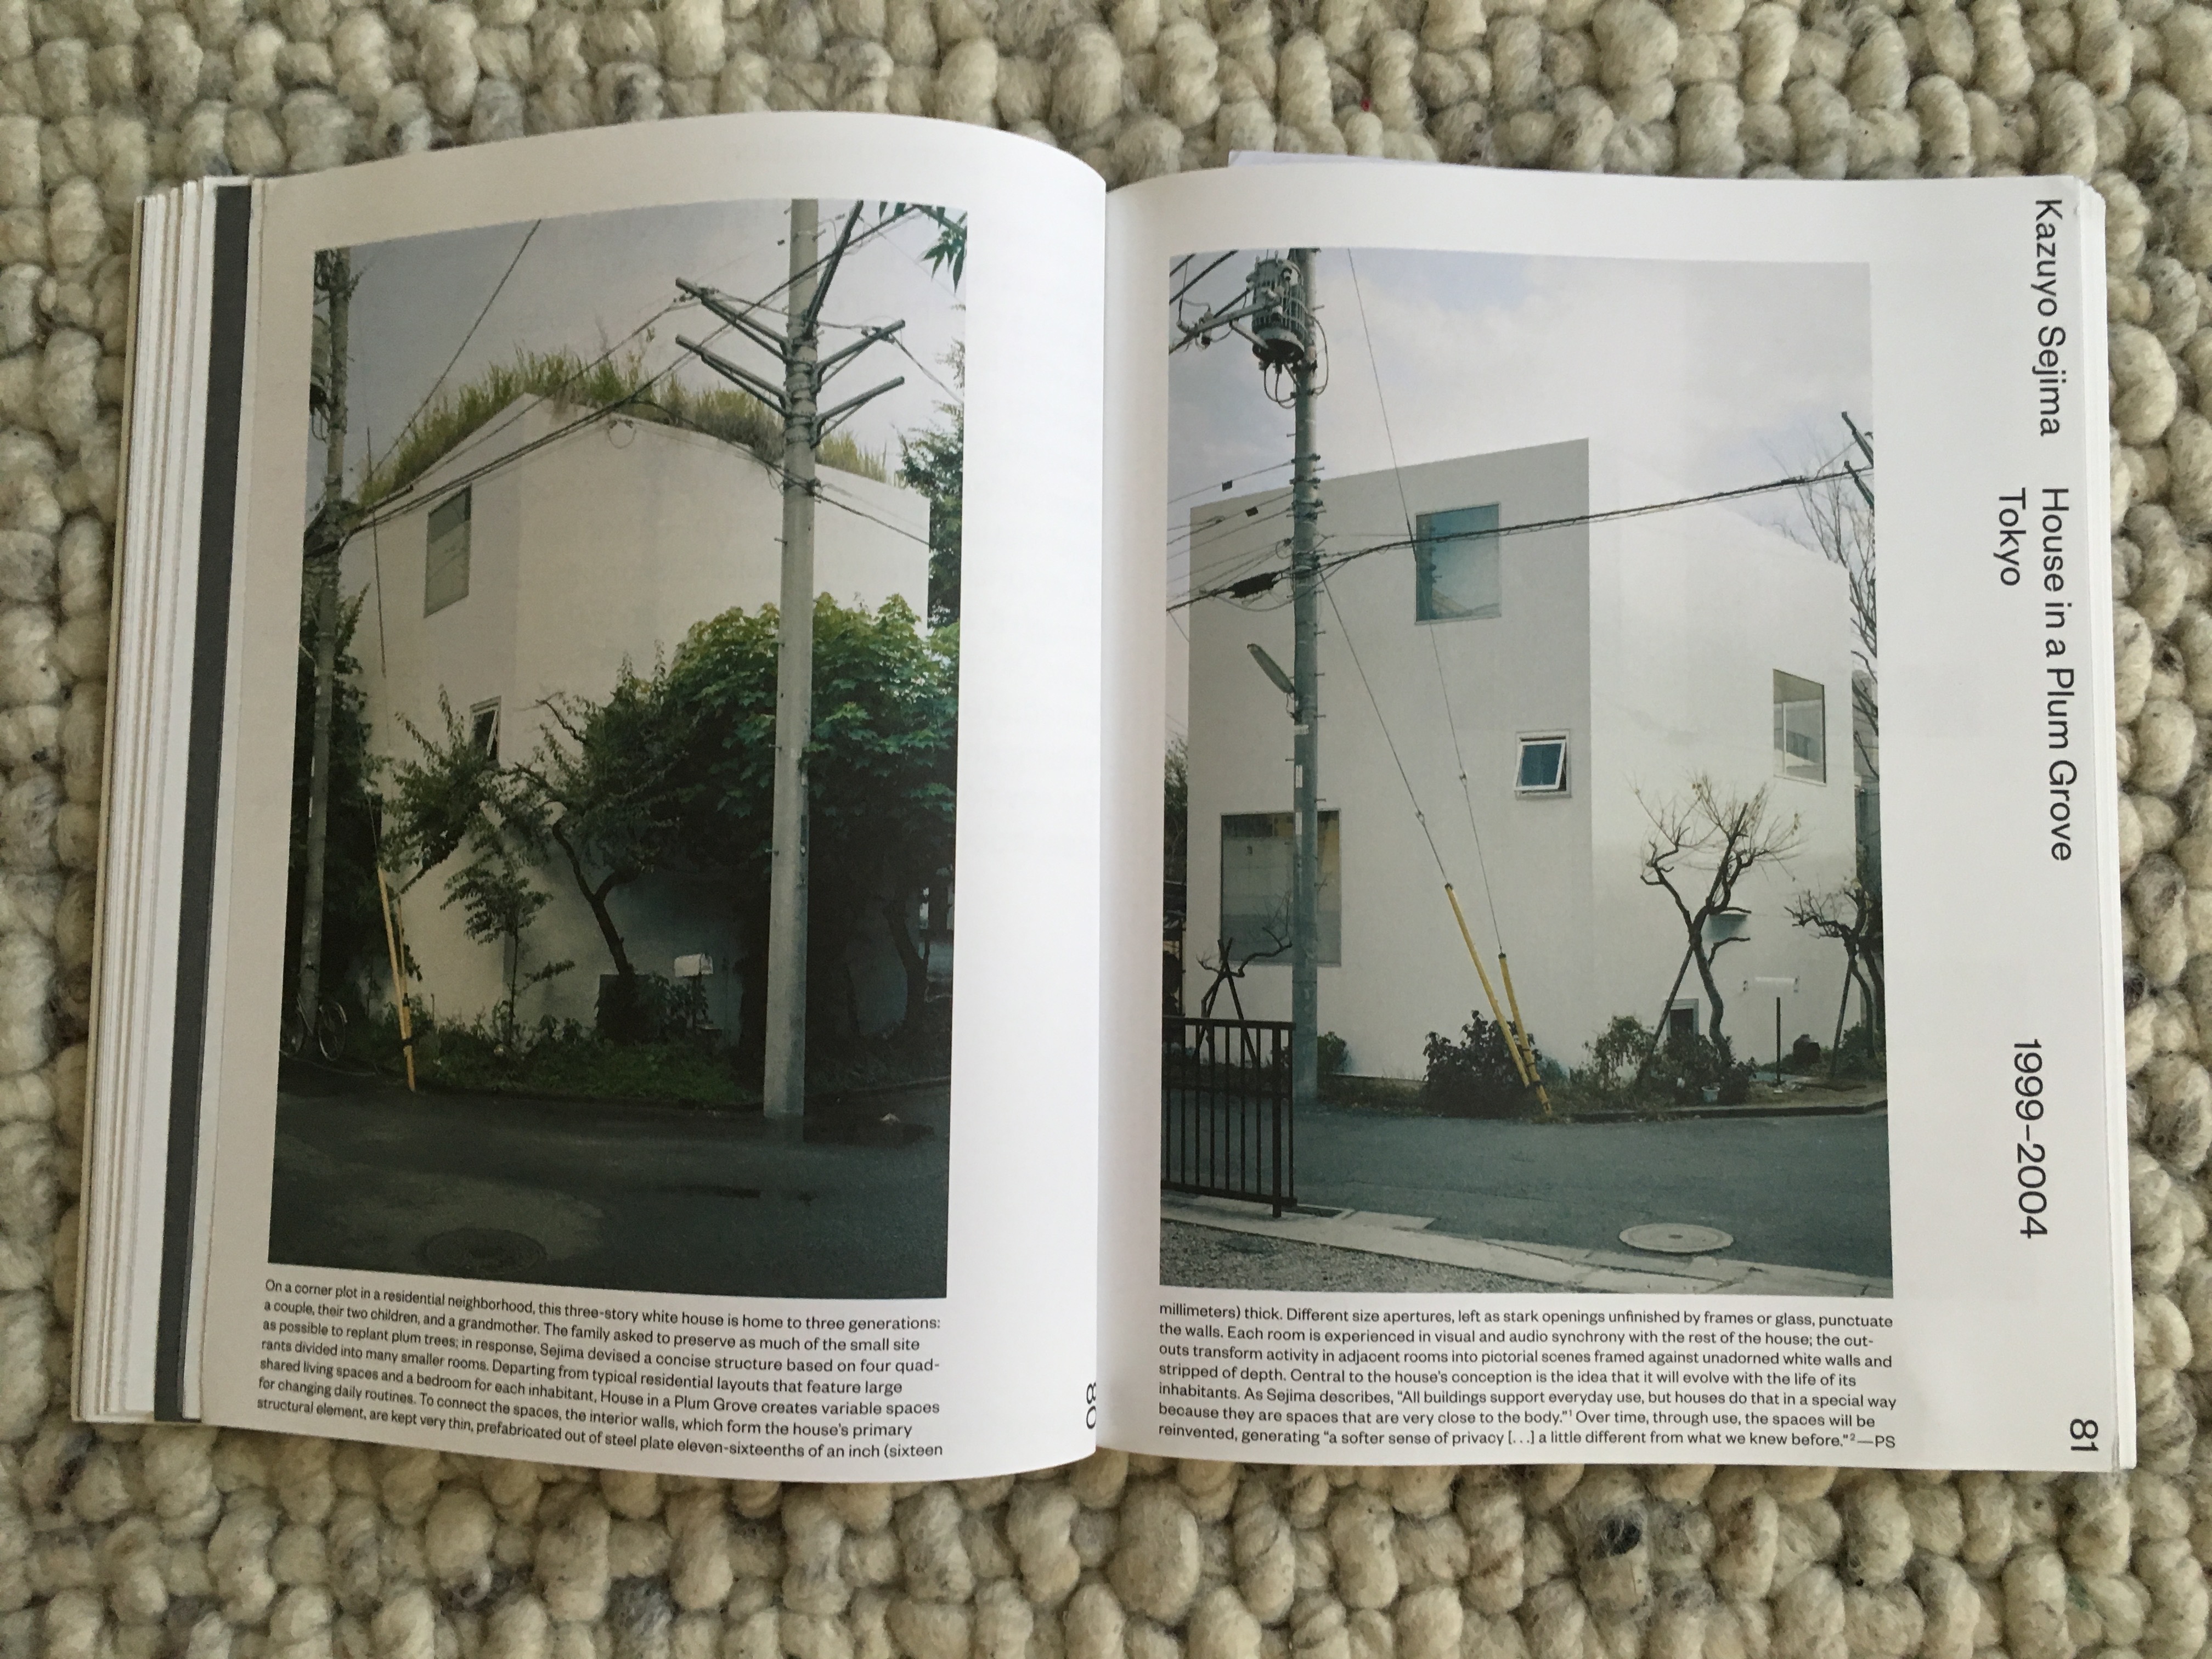 On a corner plot in a residential neighborhood, this three-story white house is home to three generations:
a couple, their two children, and a grandmother. The family asked to preserve as much of the small site
as possible to replant plum trees; in response, Sejima devised a concise structure based on four quad-
rants divided into many smaller rooms. Departing from typical residential layouts that feature large
shared living spaces and a bedroom for each inhabitant, House in a Plum Grove creates variable spaces
for changing daily routines. To connect the spaces, the interior walls, which form the house's primary
structural element, are kept very thin, prefabricated out of steel plate eleven-sixteenths of an inch (sixteen
80
millimeters) thick. Different size apertures, left as stark openings unfinished by frames or glass, punctuate
the walls. Each room is experienced in visual and audio synchrony with the rest of the house; the cut-
outs transform activity in adjacent rooms into pictorial scenes framed against unadorned white walls and
stripped of depth. Central to the house's conception is the idea that it will evolve with the life of its
inhabitants. As Sejima describes, "All buildings support everyday use, but houses do that in a special way
because they are spaces that are very close to the body."¹ Over time, through use, the spaces will be
reinvented, generating "a softer sense of privacy [...] a little different from what we knew before."²—PS
Kazuyo Sejima
House in a Plum Grove
Tokyo
1999–2004
81